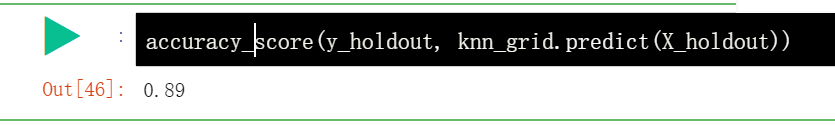 : accuracy_score(y_holdout, knn_grid.predict(X_holdout))
Out[46]: 0.89